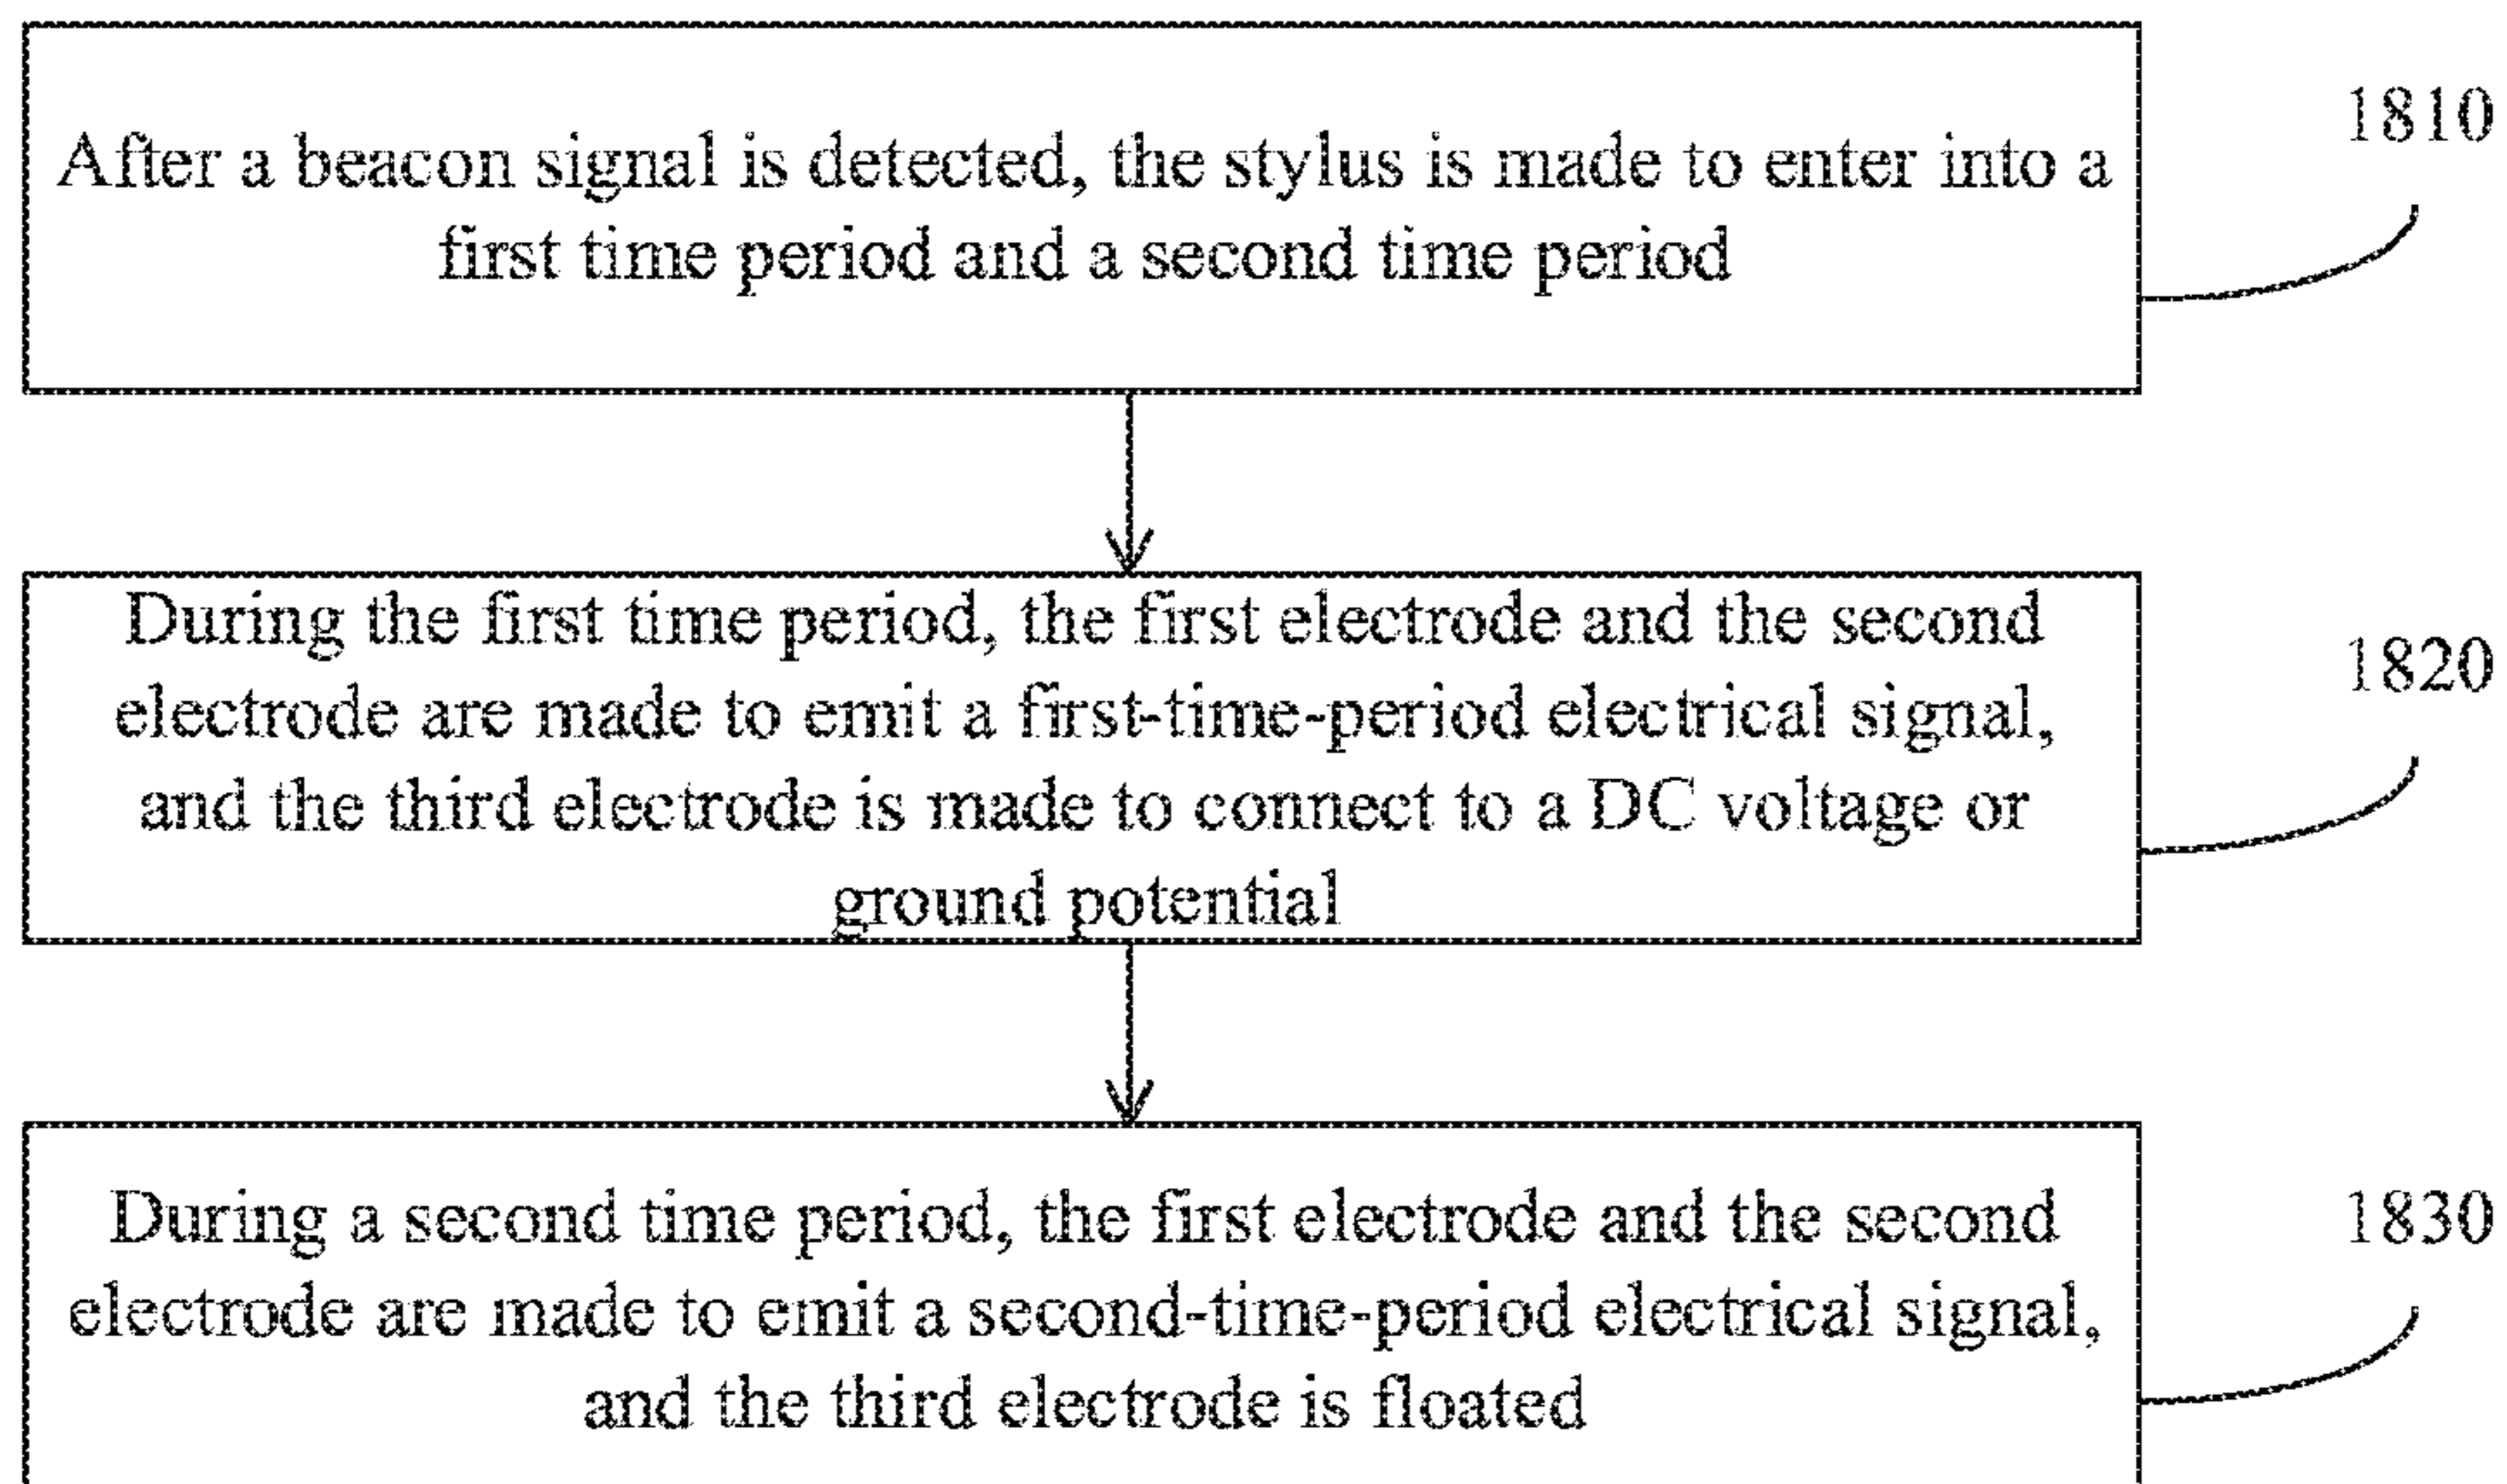 After a beacon signal is detected, the stylus is made to enter into a
first time period and a second time period
1810
During the first time period, the first electrode and the second
electrode are made to emit a first-time-period electrical signal,
and the third electrode is made to connect to a DC voltage or
ground potential
1820
During a second time period, the first electrode and the second
electrode are made to emit a second-time-period electrical signal,
and the third electrode is floated
1830